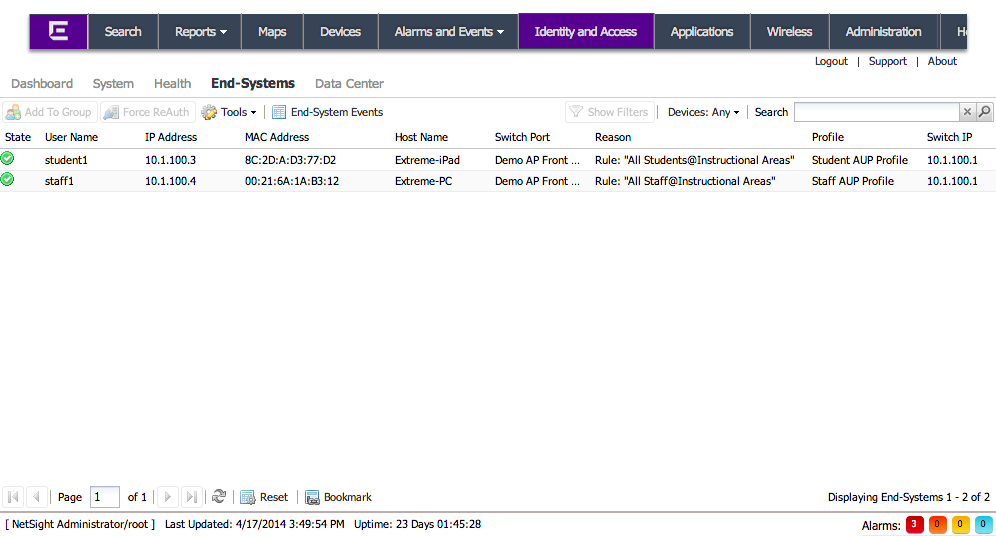 Search Reports Maps Devices Alarms and Events Identity and Access Applications Wireless Administration
Logout | Support | About
Dashboard System Health End-Systems Data Center
Add To Group Force ReAuth Tools End-System Events Show Filters Devices: Any Search
State User Name IP Address MAC Address Host Name Switch Port Reason Profile Switch IP
student1 10.1.100.3 8C:2D:A:D3:77:D2 Extreme-iPad Demo AP Front ... Rule: "All Students@Instructional Areas" Student AUP Profile 10.1.100.1
staff1 10.1.100.4 00:21:6A:1A:B3:12 Extreme-PC Demo AP Front ... Rule: "All Staff@Instructional Areas" Staff AUP Profile 10.1.100.1
Page 1 of 1 Reset Bookmark Displaying End-Systems 1 - 2 of 2
[ NetSight Administrator/root ] Last Updated: 4/17/2014 3:49:54 PM Uptime: 23 Days 01:45:28 Alarms: 3 0 0 0